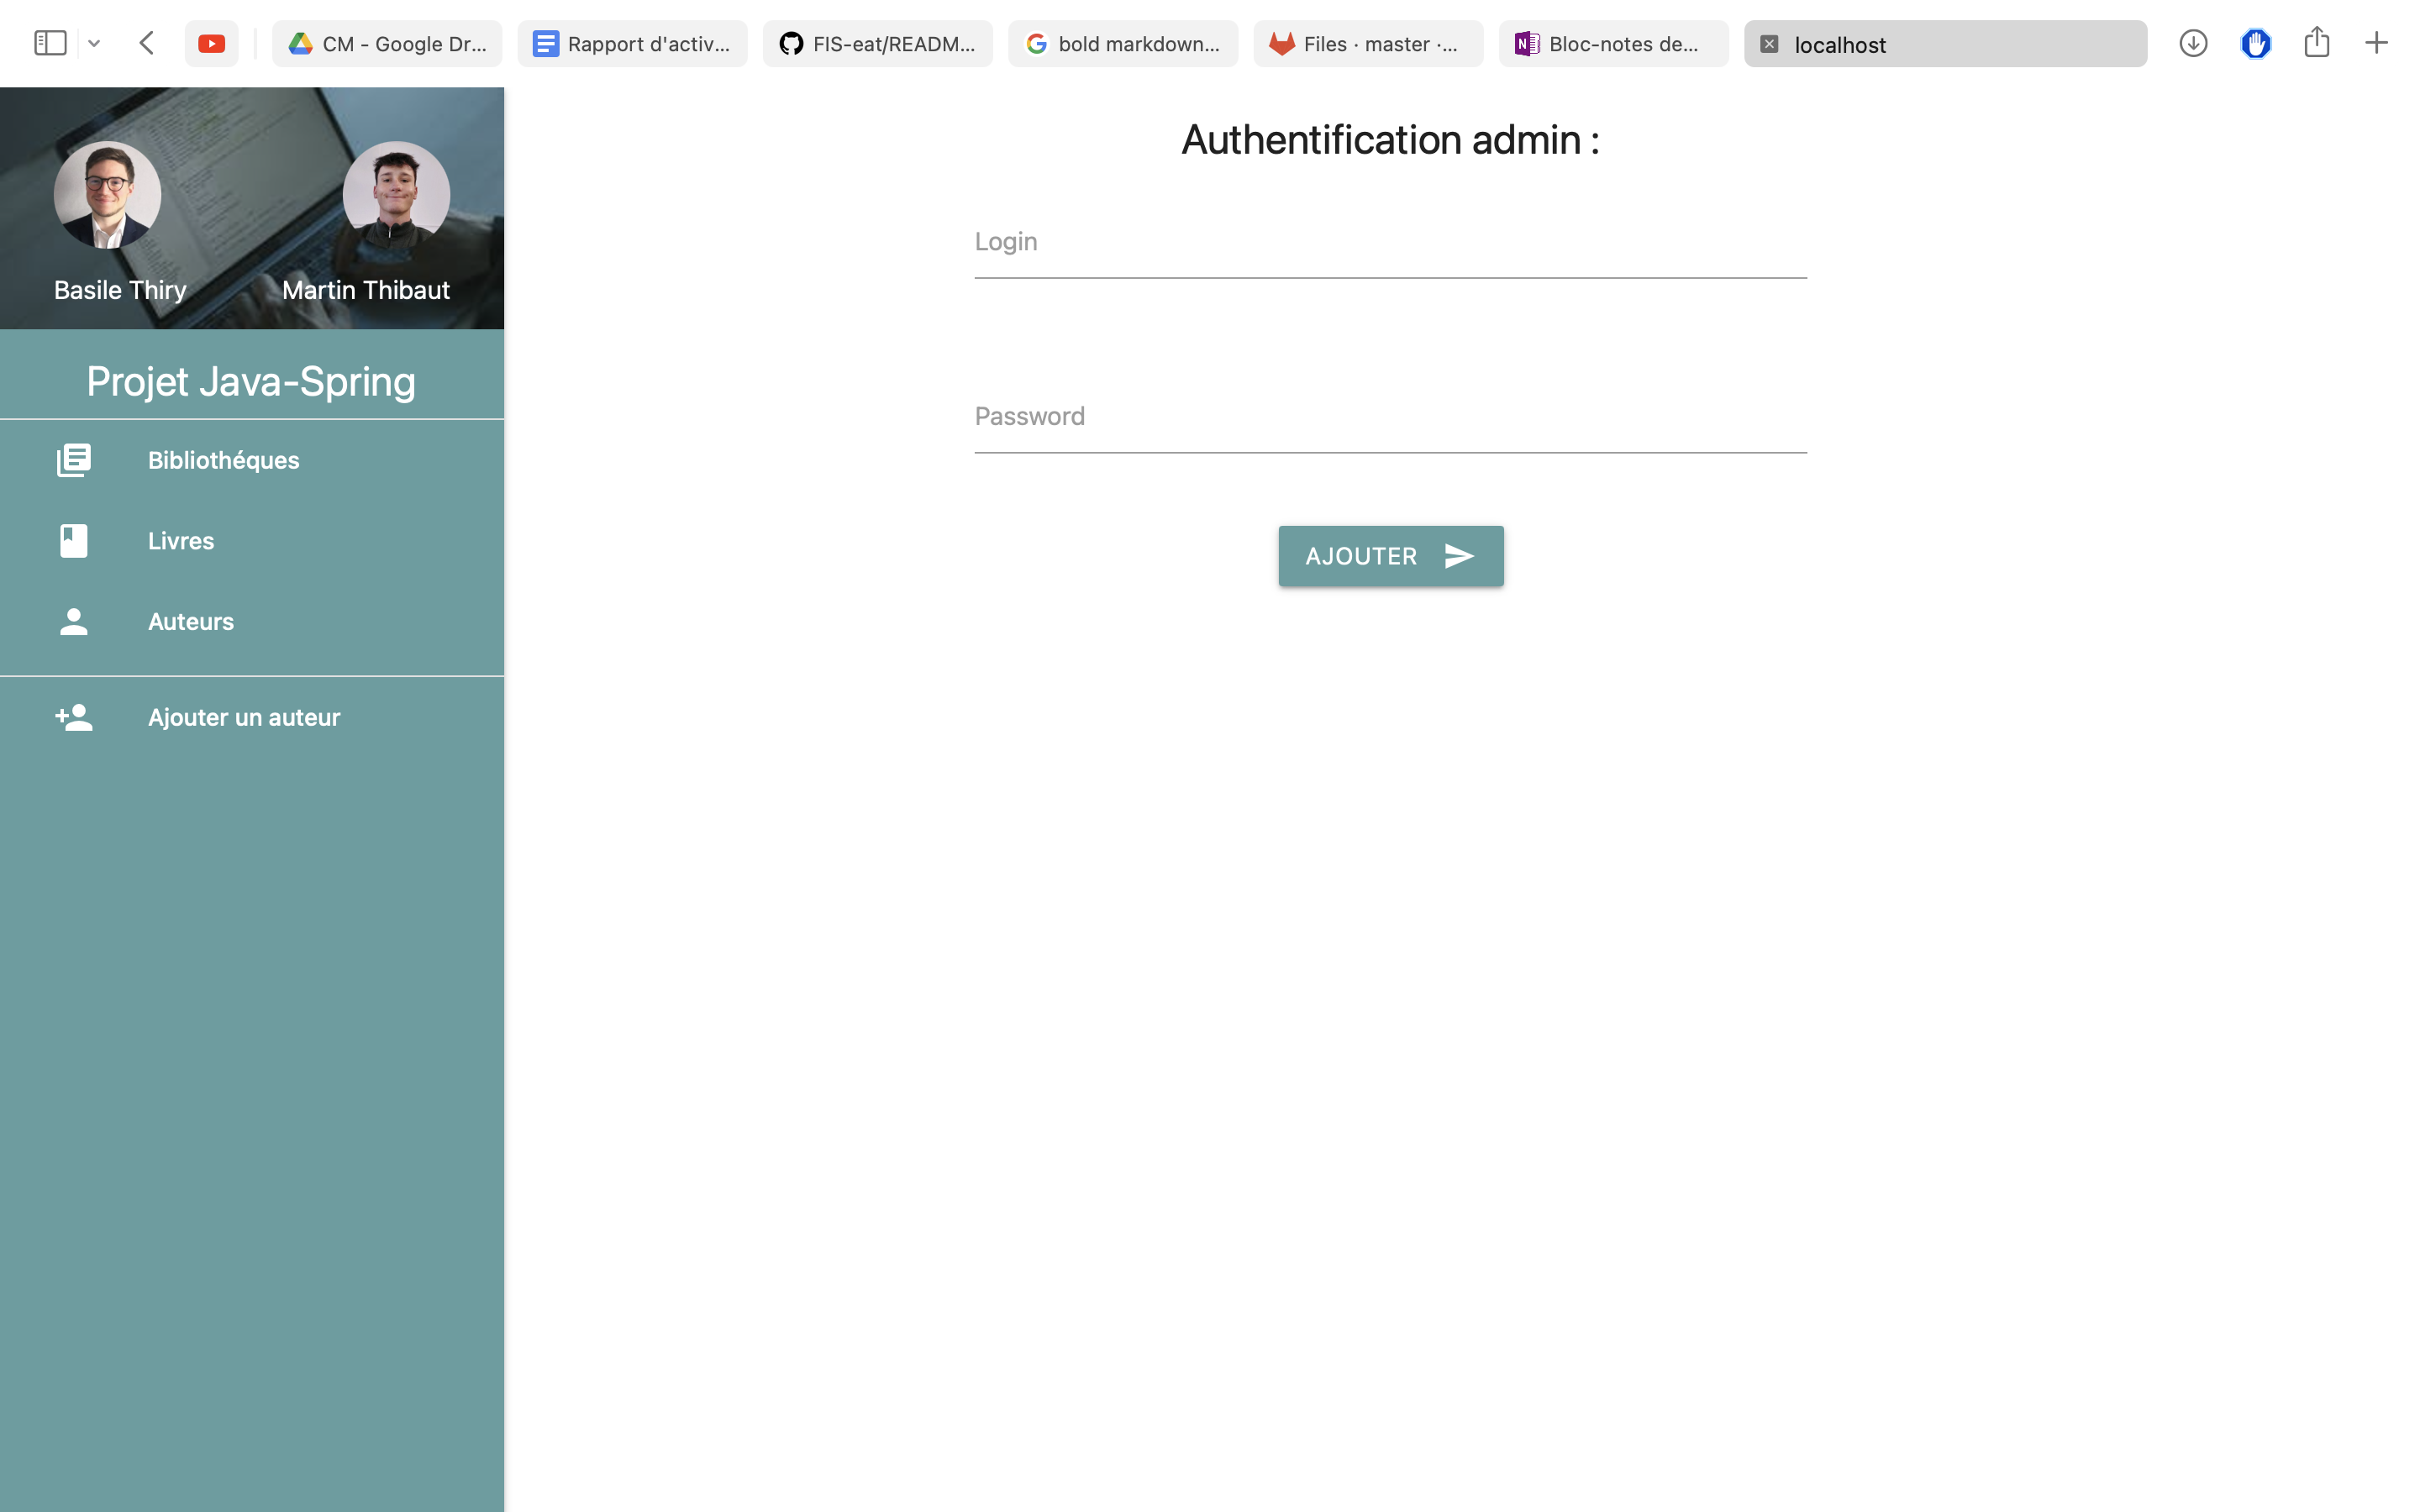 CM - Google Dr...
Rapport d'activ...
FIS-eat/READM...
bold markdown...
Files · master ·...
Bloc-notes de...
localhost
Basile Thiry
Martin Thibaut
Projet Java-Spring
Bibliothéques
Livres
Auteurs
Ajouter un auteur
Authentification admin :
Login
Password
AJOUTER